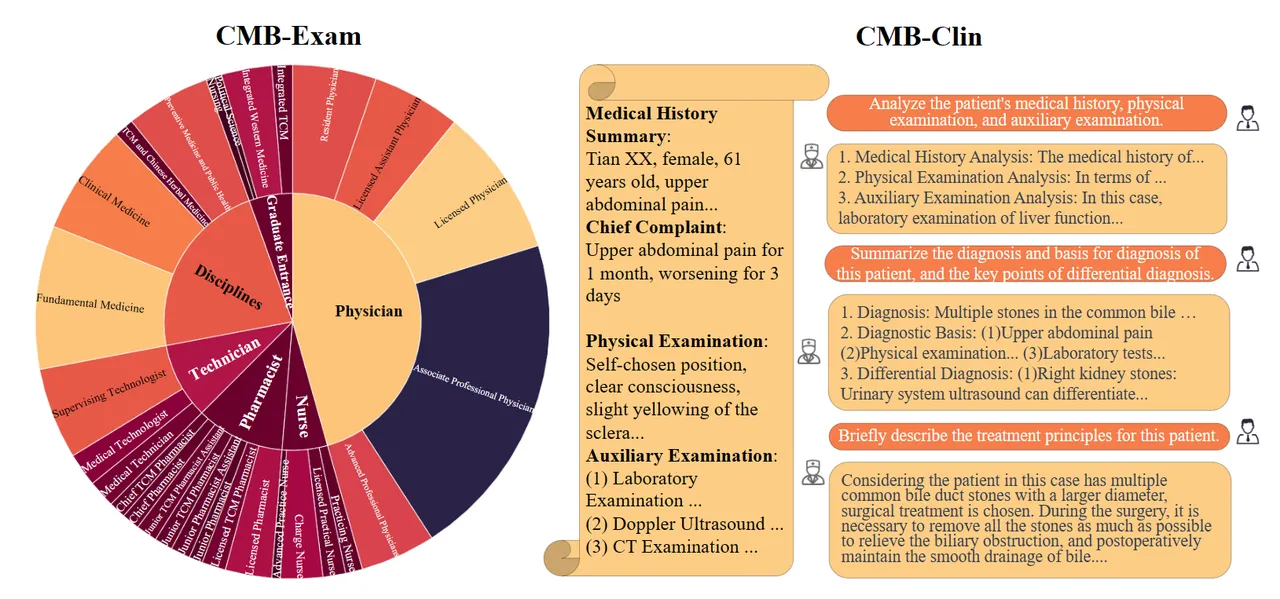 CMB-Exam
Integrated TCM
Integrated Western Medicine
Political Science
Nursing
Preventive Medicine and Public Health
TCM and Chinese Herbal Medicine
Clinical Medicine
Fundamental Medicine
Supervising Technologist
Medical Technologist
Medical Technician
Chief TCM Pharmacist
Chief Pharmacist
Junior TCM Pharmacist Assistant
Junior TCM Pharmacist
Junior Pharmacist Assistant
Junior Pharmacist
Licensed TCM Pharmacist
Licensed Pharmacist
Advanced Practice Nurse
Charge Nurse
Licensed Practical Nurse
Practicing Nurse
Advanced Professional Physicians
Associate Professional Physician
Licensed Physician
Licensed Assistant Physician
Resident Physician
Graduate Entrance
Disciplines
Technician
Pharmacist
Nurse
Physician
CMB-Clin
Medical History
Summary:
Tian XX, female, 61
years old, upper
abdominal pain...
Chief Complaint:
Upper abdominal pain for
1 month, worsening for 3
days
Physical Examination:
Self-chosen position,
clear consciousness,
slight yellowing of the
sclera...
Auxiliary Examination:
(1) Laboratory
Examination ...
(2) Doppler Ultrasound ...
(3) CT Examination ...
Analyze the patient's medical history, physical
examination, and auxiliary examination.
1. Medical History Analysis: The medical history of...
2. Physical Examination Analysis: In terms of ...
3. Auxiliary Examination Analysis: In this case,
laboratory examination of liver function...
Summarize the diagnosis and basis for diagnosis of
this patient, and the key points of differential diagnosis.
1. Diagnosis: Multiple stones in the common bile …
2. Diagnostic Basis: (1)Upper abdominal pain
(2)Physical examination... (3)Laboratory tests...
3. Differential Diagnosis: (1)Right kidney stones:
Urinary system ultrasound can differentiate...
Briefly describe the treatment principles for this patient.
Considering the patient in this case has multiple
common bile duct stones with a larger diameter,
surgical treatment is chosen. During the surgery, it is
necessary to remove all the stones as much as possible
to relieve the biliary obstruction, and postoperatively
maintain the smooth drainage of bile....